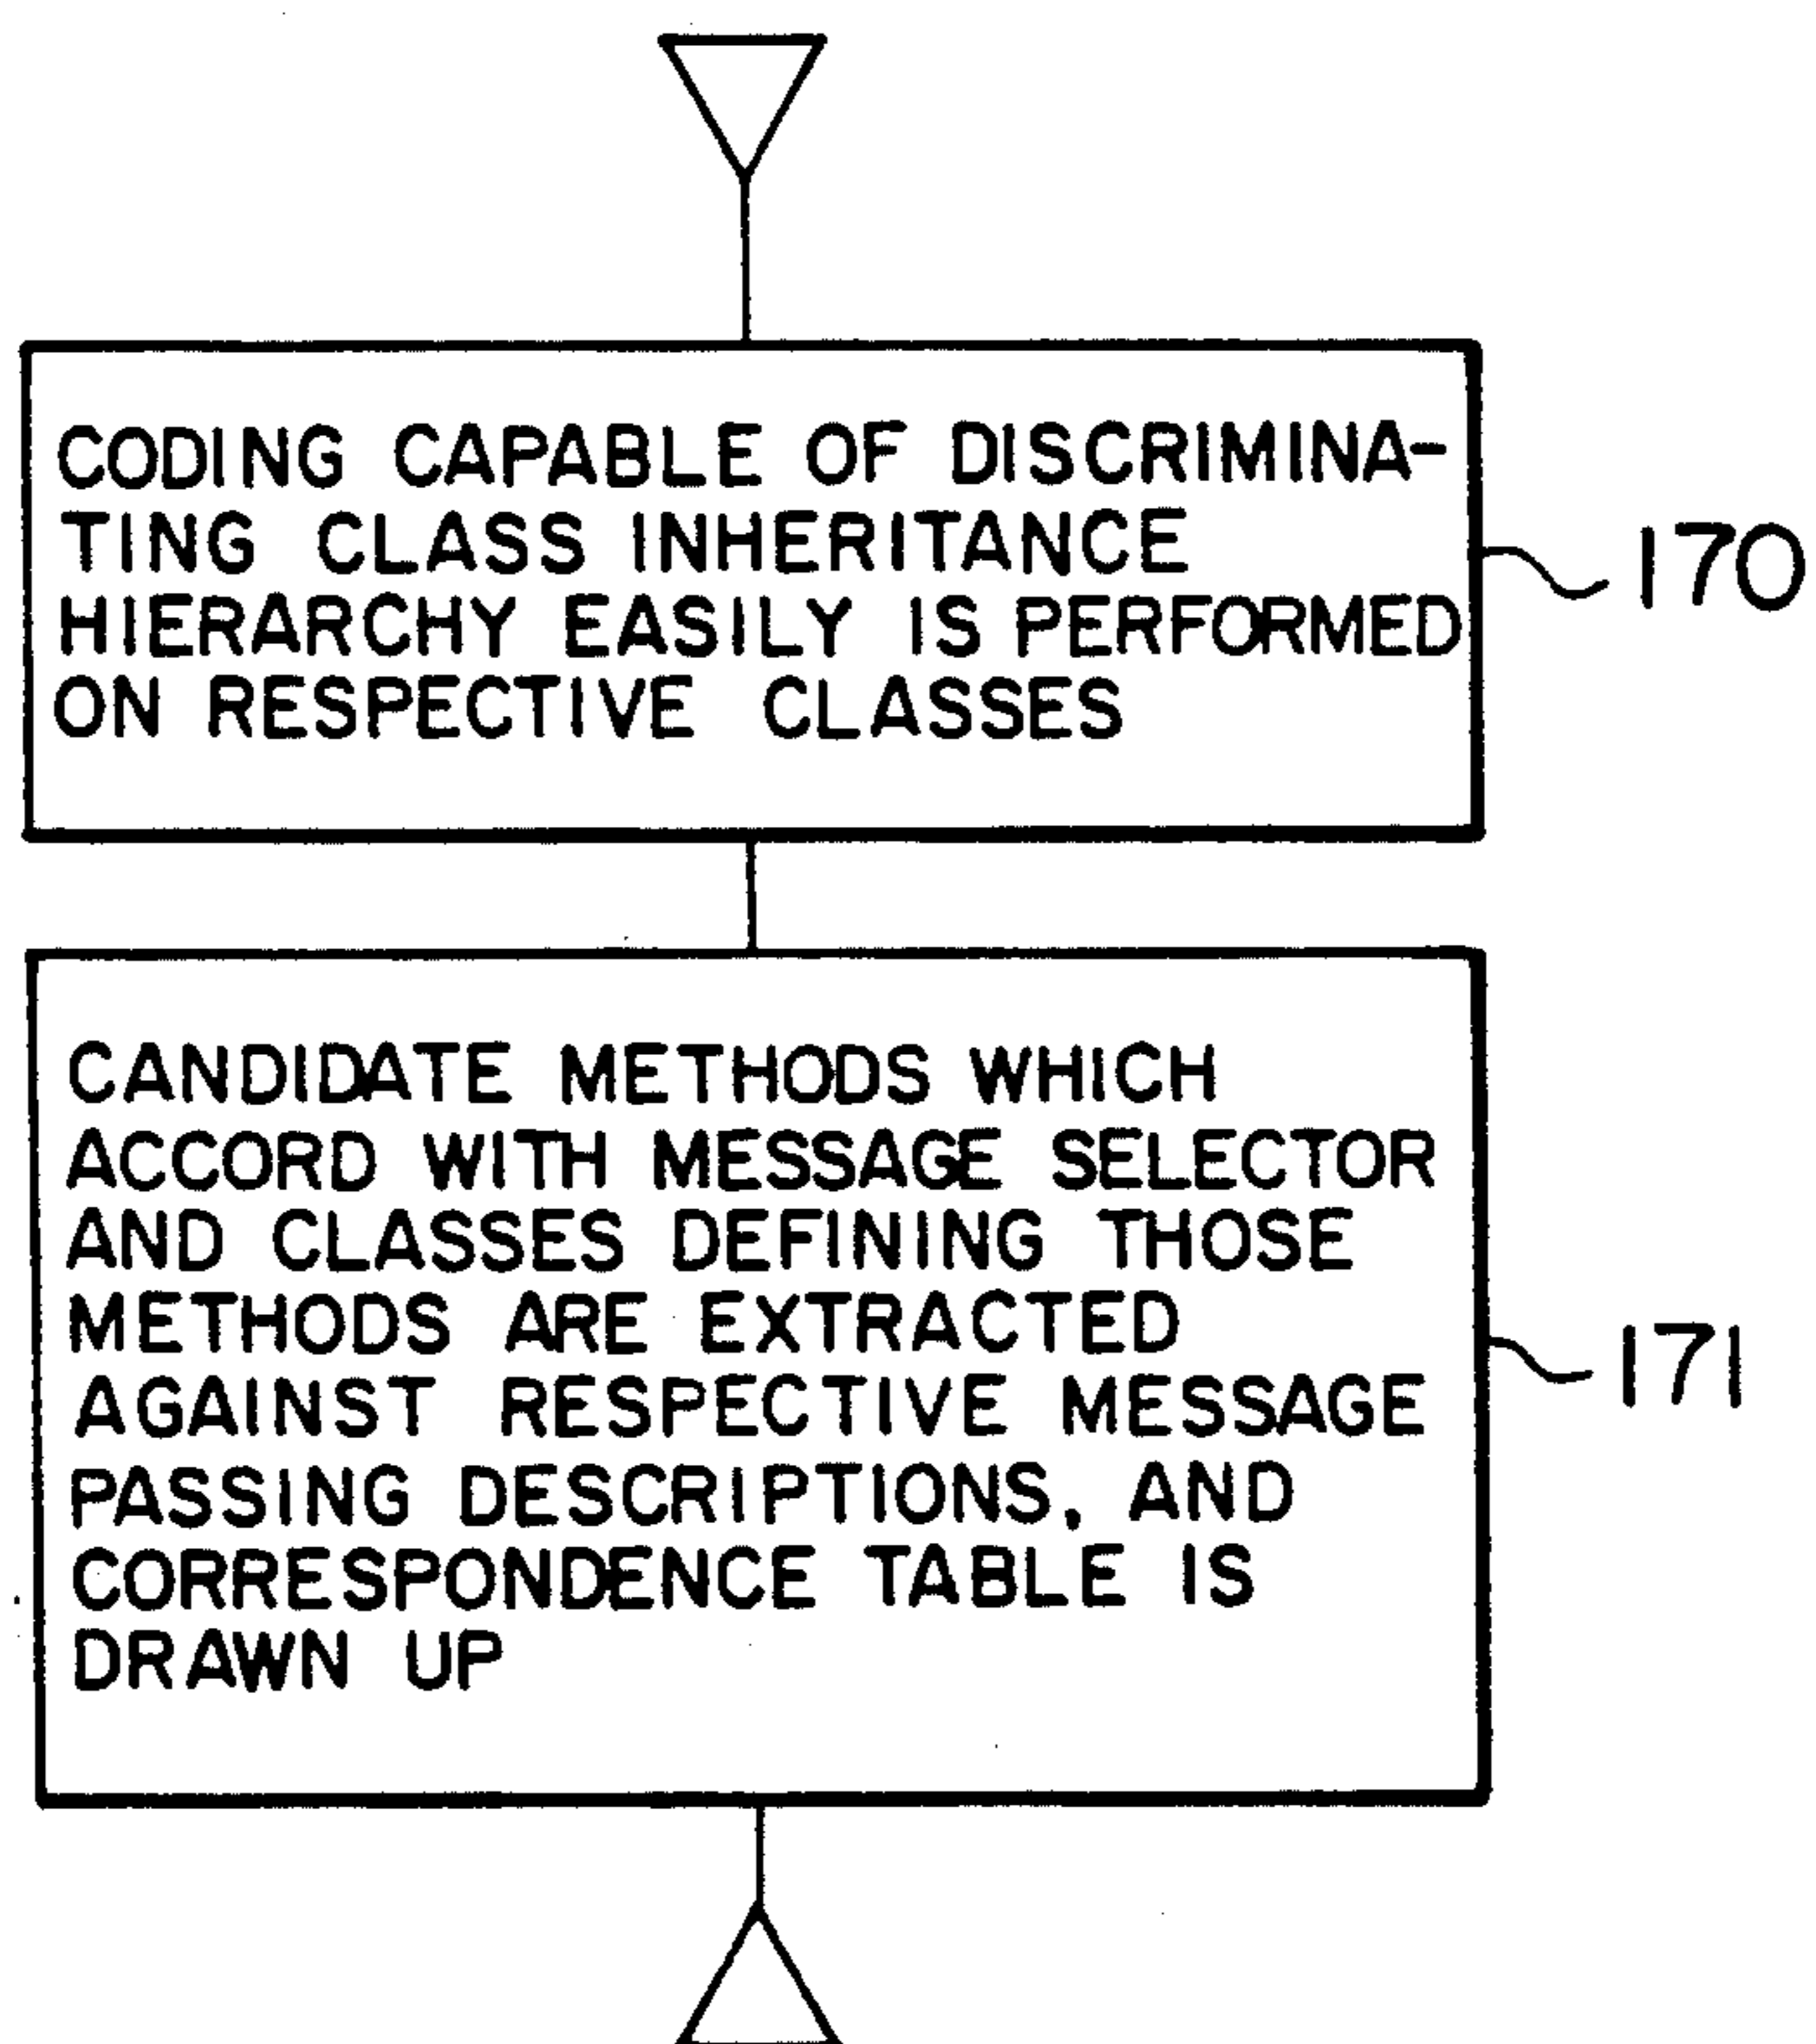 CODING CAPABLE OF DISCRIMINA-
TING CLASS INHERITANCE
HIERARCHY EASILY IS PERFORMED
ON RESPECTIVE CLASSES
170
CANDIDATE METHODS WHICH
ACCORD WITH MESSAGE SELECTOR
AND CLASSES DEFINING THOSE
METHODS ARE EXTRACTED
AGAINST RESPECTIVE MESSAGE
PASSING DESCRIPTIONS, AND
CORRESPONDENCE TABLE IS
DRAWN UP
171